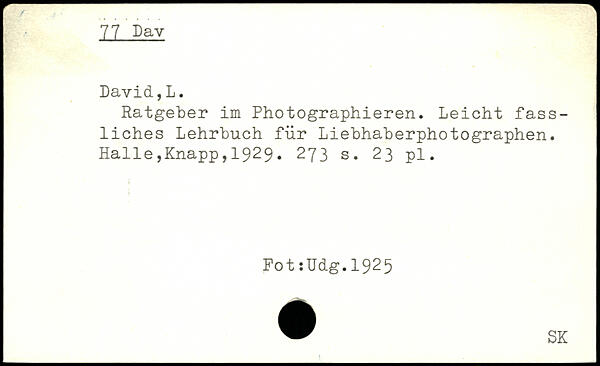 77 Dav
David,L.
Ratgeber im Photographieren. Leicht fass-
liches Lehrbuch für Liebhaberphotographen.
Halle,Knapp,1929. 273 s. 23 pl.
Fot:Udg.1925
SK